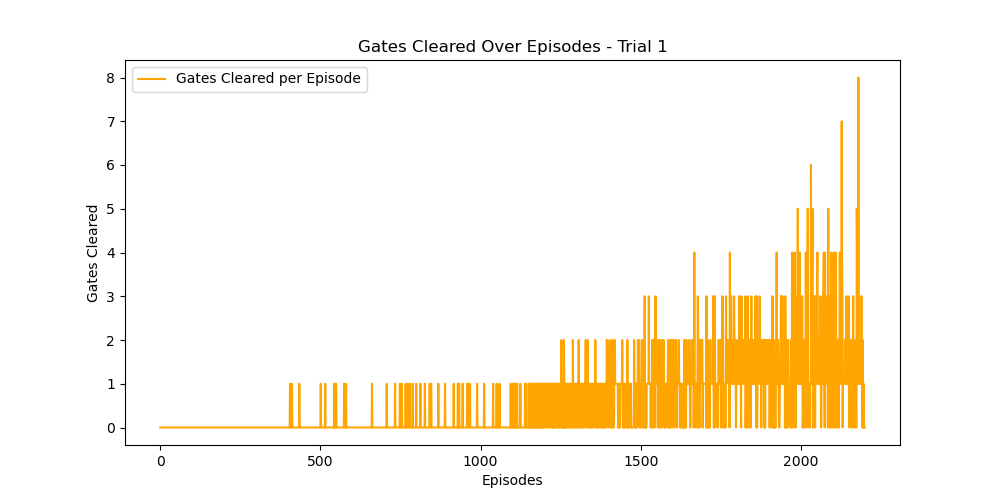 Gates Cleared Over Episodes - Trial 1
Gates Cleared per Episode
8
7
6
5
4
3
2
1
0
Gates Cleared
0 500 1000 1500 2000
Episodes